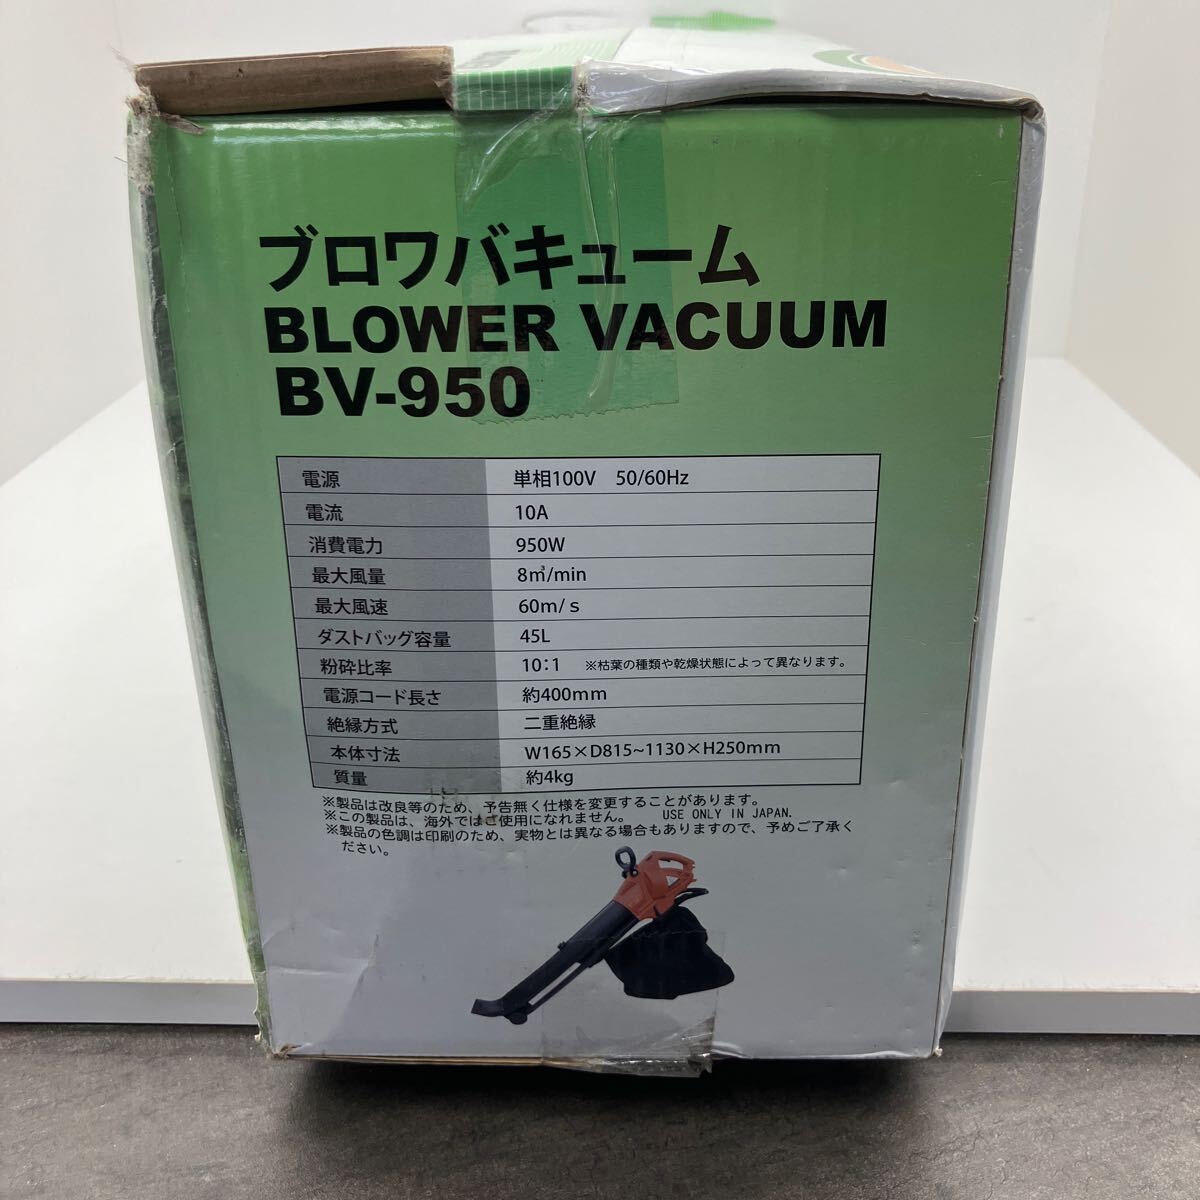 ブロワバキューム
BLOWER VACUUM
BV-950
電源 単相100V 50/60Hz
電流 10A
消費電力 950W
最大風量 8㎥/min
最大風速 60m/s
ダストバッグ容量 45L
粉砕比率 10:1 ※枯葉の種類や乾燥状態によって異なります。
電源コード長さ 約400mm
絶縁方式 二重絶縁
本体寸法 W165×D815~1130×H250mm
質量 約4kg
※製品は改良等のため、予告無く仕様を変更することがあります。
※この製品は、海外ではご使用になれません。 USE ONLY IN JAPAN.
※製品の色調は印刷のため、実物とは異なる場合もありますので、予めご了承く
ださい。